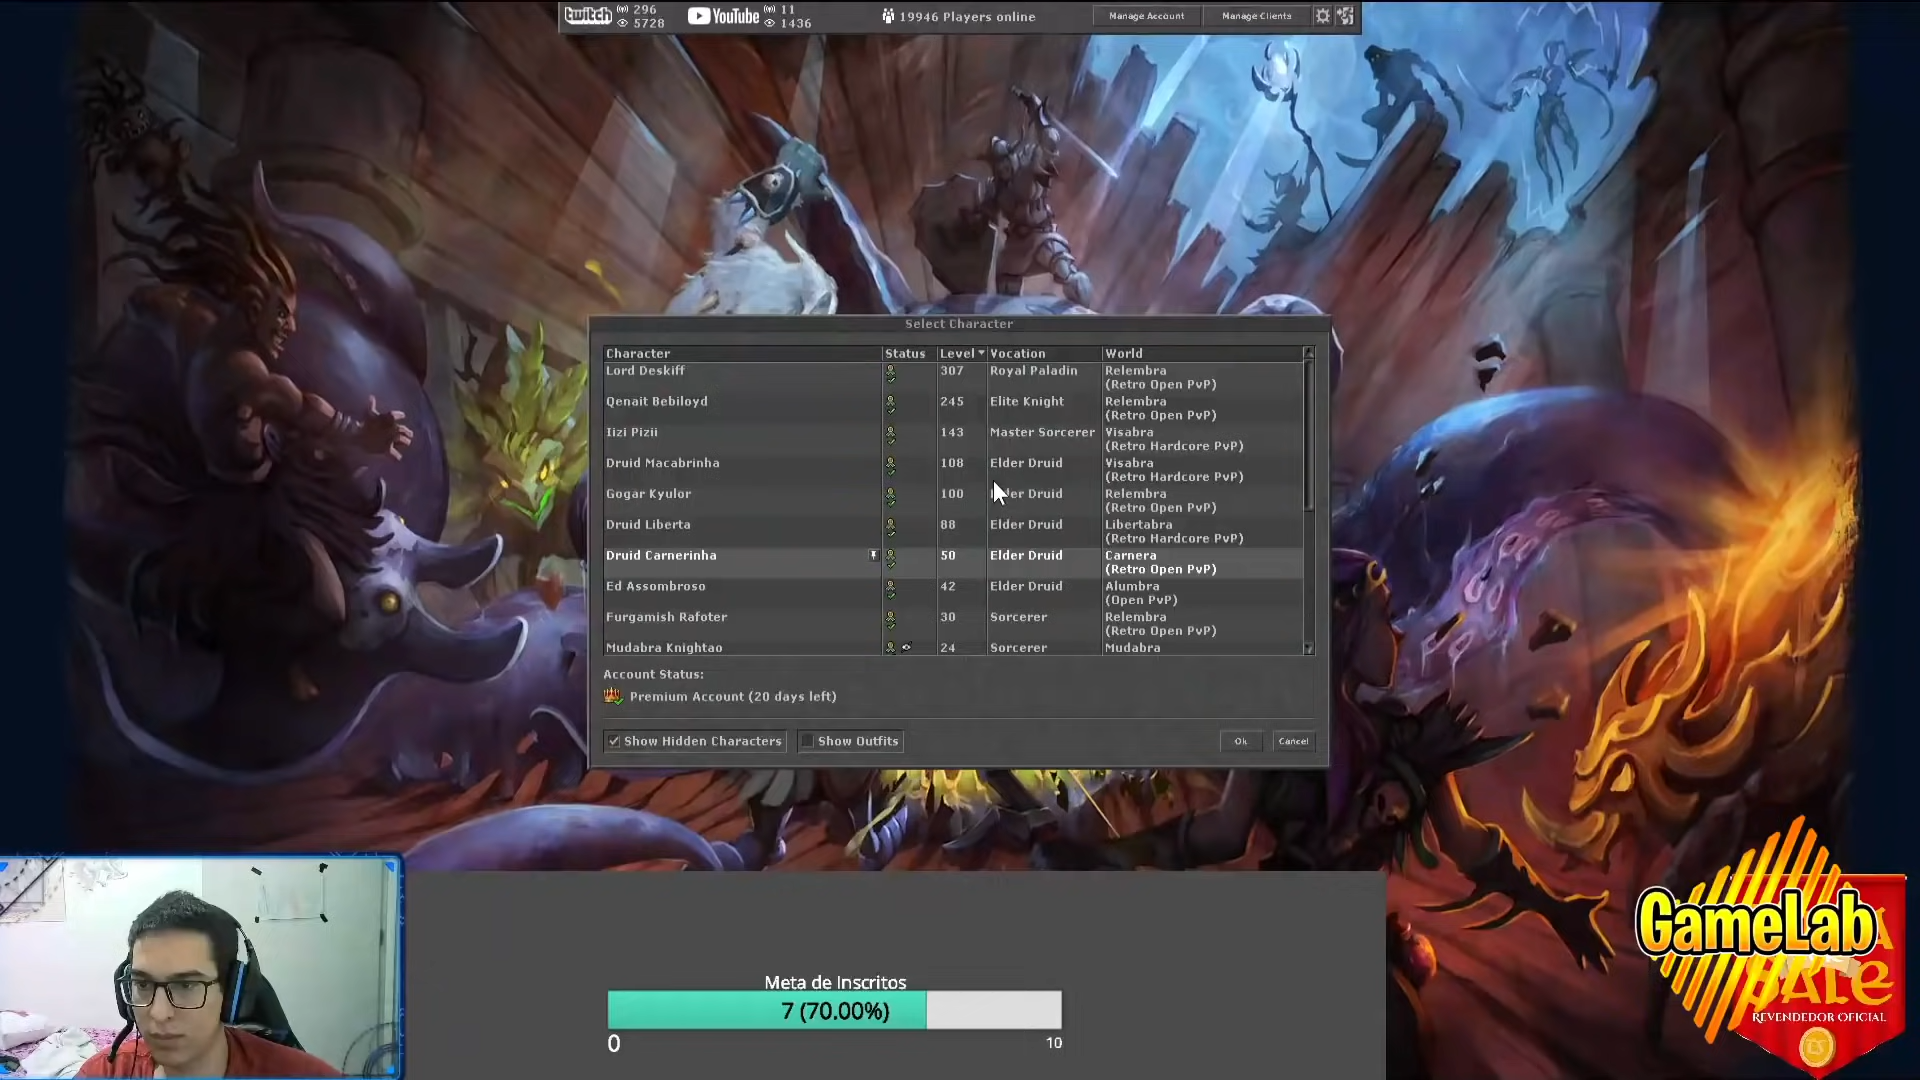 twitch 296 5728 YouTube 11 1436 19946 Players online Manage Account Manage Clients
Select Character
Character Status Level Vocation World
Lord Deskiff 307 Royal Paladin Relembra (Retro Open PvP)
Qenait Bebiloyd 245 Elite Knight Relembra (Retro Open PvP)
Iizi Pizii 143 Master Sorcerer Visabra (Retro Hardcore PvP)
Druid Macabrinha 108 Elder Druid Visabra (Retro Hardcore PvP)
Gogar Kyulor 100 Elder Druid Relembra (Retro Open PvP)
Druid Liberta 88 Elder Druid Libertabra (Retro Hardcore PvP)
Druid Carnerinha 50 Elder Druid Carnera (Retro Open PvP)
Ed Assombroso 42 Elder Druid Alumbra (Open PvP)
Furgamish Rafoter 30 Sorcerer Relembra (Retro Open PvP)
Mudabra Knightao 24 Sorcerer Mudabra
Account Status:
Premium Account (20 days left)
Show Hidden Characters Show Outfits Ok Cancel
GameLab
REVENDEDOR OFICIAL
Meta de Inscritos
7 (70.00%)
0 10